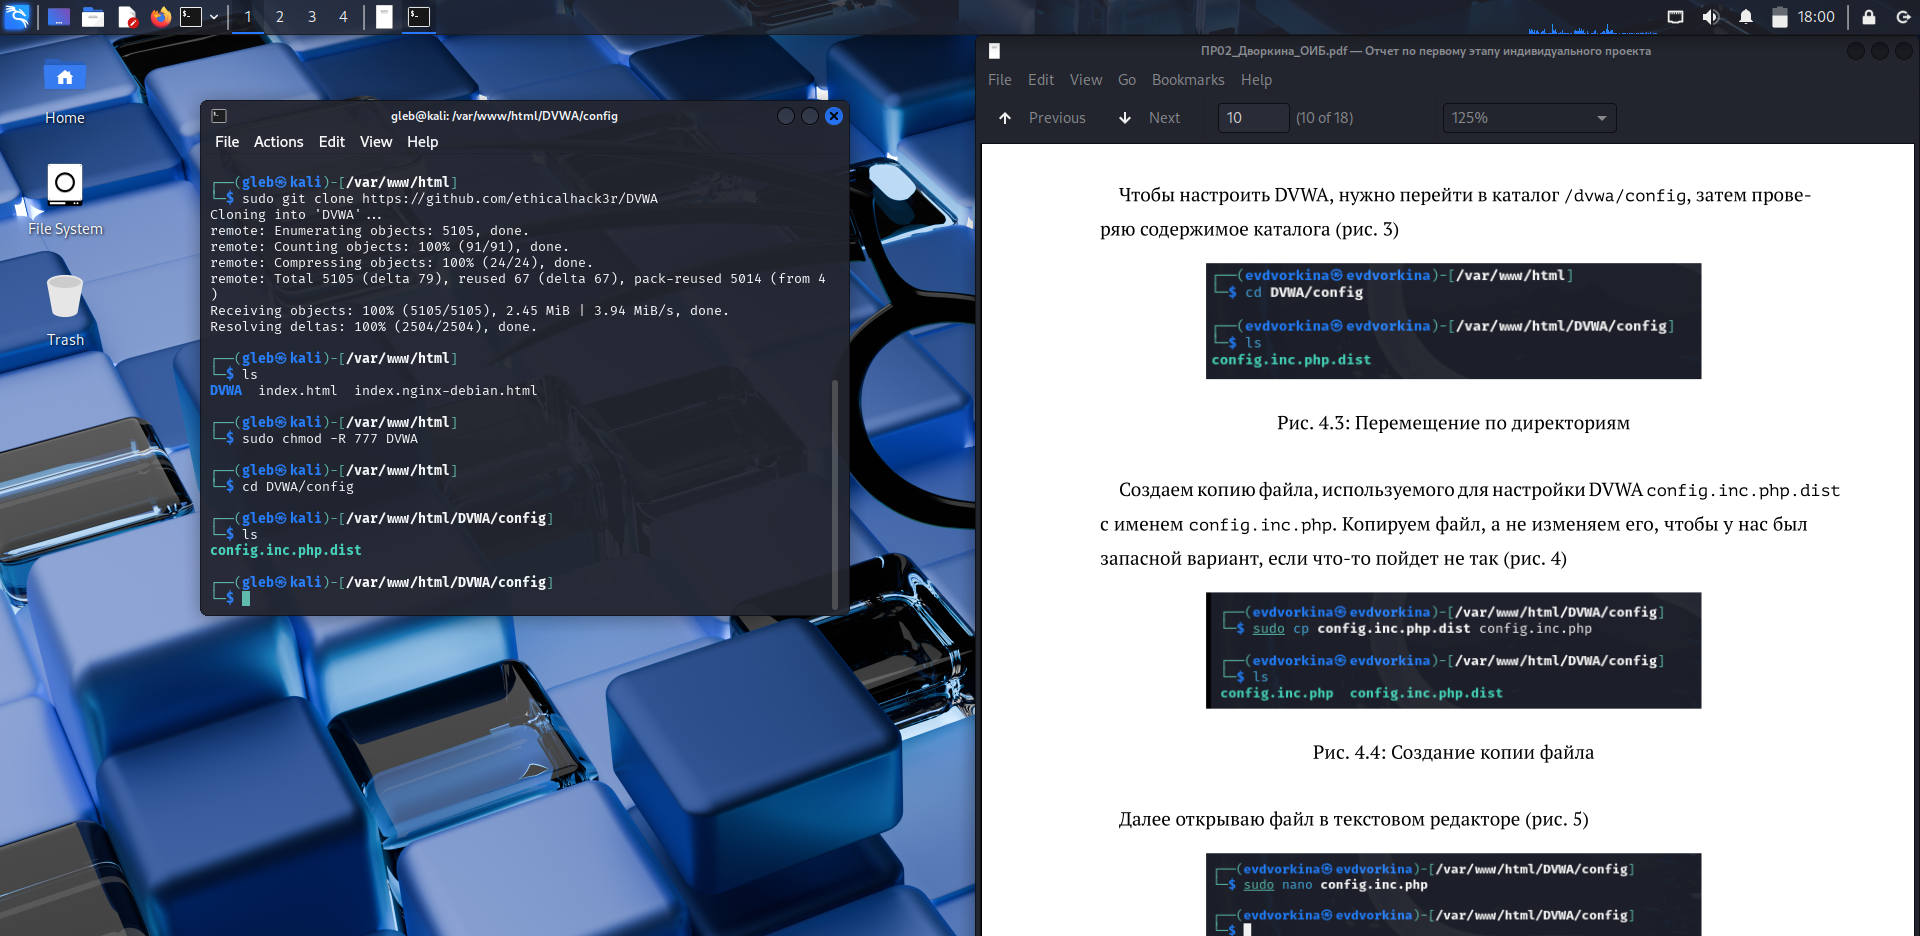 1 2 3 4
18:00
Home
File System
Trash
gleb@kali: /var/www/html/DVWA/config
File Actions Edit View Help
┌──(gleb㉿kali)-[/var/www/html]
└─$ sudo git clone https://github.com/ethicalhack3r/DVWA
Cloning into 'DVWA'...
remote: Enumerating objects: 5105, done.
remote: Counting objects: 100% (91/91), done.
remote: Compressing objects: 100% (24/24), done.
remote: Total 5105 (delta 79), reused 67 (delta 67), pack-reused 5014 (from 4
)
Receiving objects: 100% (5105/5105), 2.45 MiB | 3.94 MiB/s, done.
Resolving deltas: 100% (2504/2504), done.
┌──(gleb㉿kali)-[/var/www/html]
└─$ ls
DVWA  index.html  index.nginx-debian.html
┌──(gleb㉿kali)-[/var/www/html]
└─$ sudo chmod -R 777 DVWA
┌──(gleb㉿kali)-[/var/www/html]
└─$ cd DVWA/config
┌──(gleb㉿kali)-[/var/www/html/DVWA/config]
└─$ ls
config.inc.php.dist
┌──(gleb㉿kali)-[/var/www/html/DVWA/config]
└─$
ПР02_Дворкина_ОИБ.pdf — Отчет по первому этапу индивидуального проекта
File Edit View Go Bookmarks Help
Previous Next 10 (10 of 18) 125%
Чтобы настроить DVWA, нужно перейти в каталог /dvwa/config, затем прове-
ряю содержимое каталога (рис. 3)
┌──(evdvorkina㉿evdvorkina)-[/var/www/html]
└─$ cd DVWA/config
┌──(evdvorkina㉿evdvorkina)-[/var/www/html/DVWA/config]
└─$ ls
config.inc.php.dist
Рис. 4.3: Перемещение по директориям
Создаем копию файла, используемого для настройки DVWA config.inc.php.dist
с именем config.inc.php. Копируем файл, а не изменяем его, чтобы у нас был
запасной вариант, если что-то пойдет не так (рис. 4)
┌──(evdvorkina㉿evdvorkina)-[/var/www/html/DVWA/config]
└─$ sudo cp config.inc.php.dist config.inc.php
┌──(evdvorkina㉿evdvorkina)-[/var/www/html/DVWA/config]
└─$ ls
config.inc.php  config.inc.php.dist
Рис. 4.4: Создание копии файла
Далее открываю файл в текстовом редакторе (рис. 5)
┌──(evdvorkina㉿evdvorkina)-[/var/www/html/DVWA/config]
└─$ sudo nano config.inc.php
┌──(evdvorkina㉿evdvorkina)-[/var/www/html/DVWA/config]
└─$